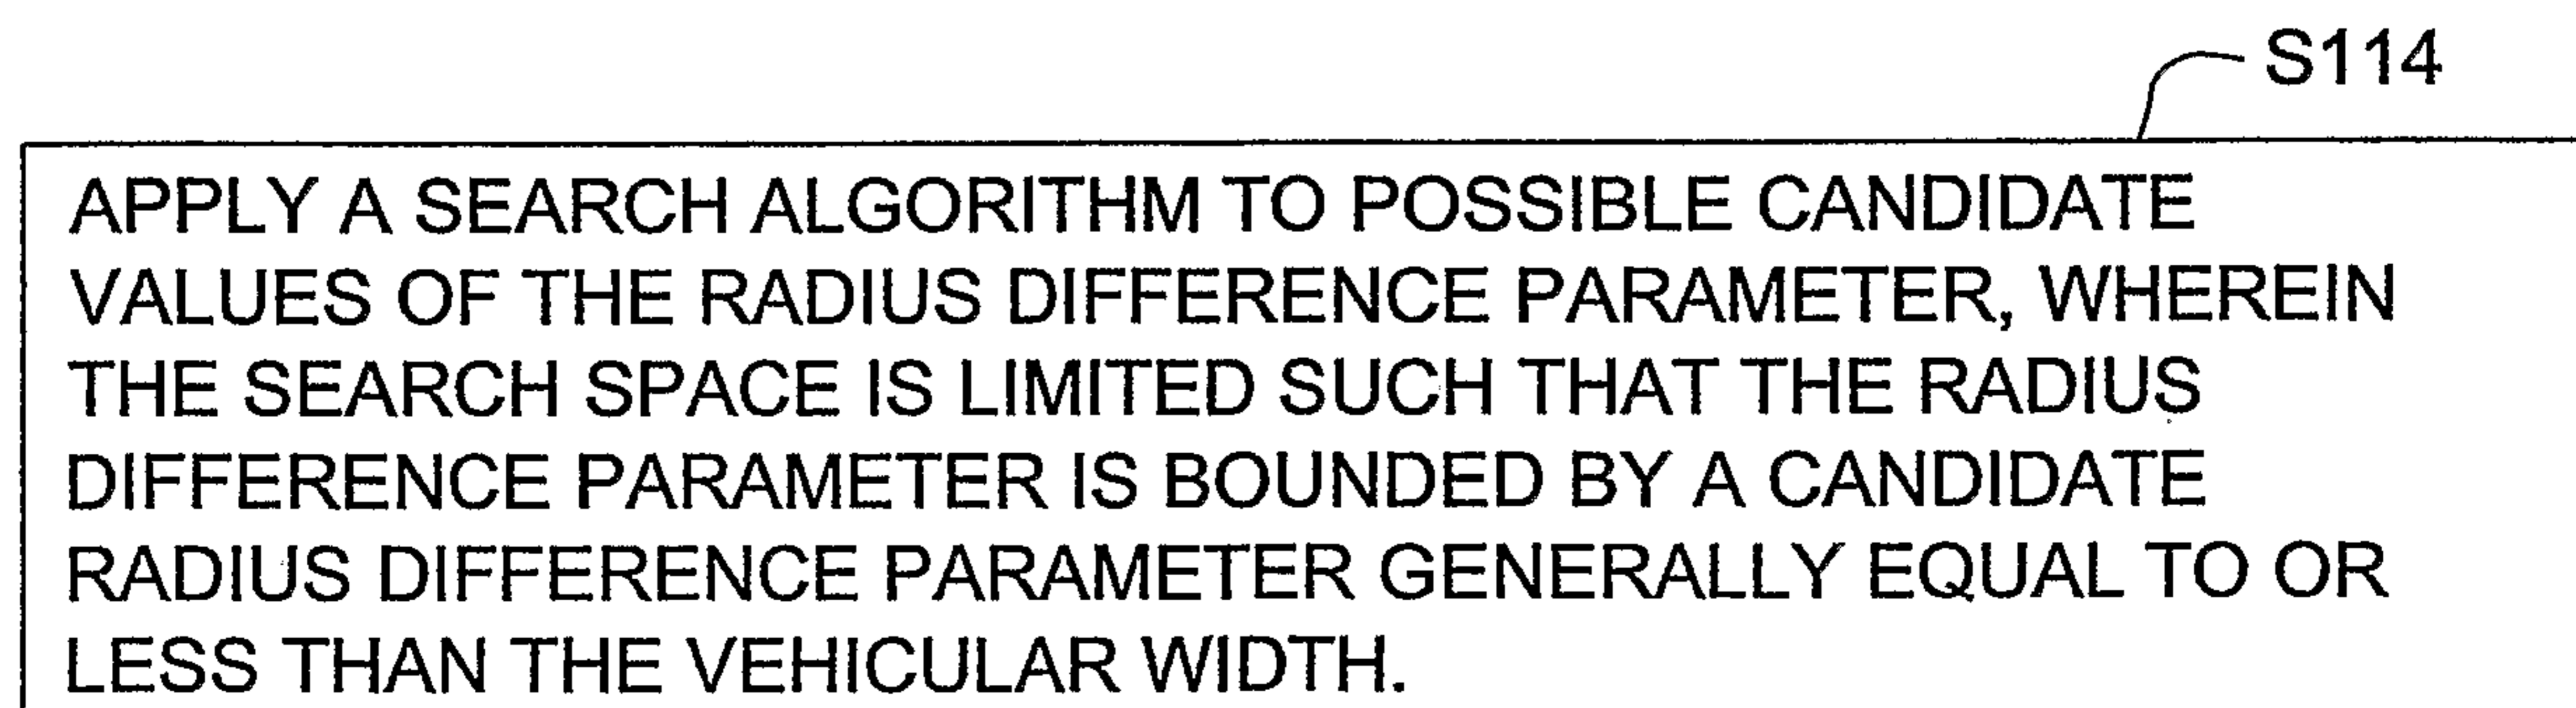 S114
APPLY A SEARCH ALGORITHM TO POSSIBLE CANDIDATE
VALUES OF THE RADIUS DIFFERENCE PARAMETER, WHEREIN
THE SEARCH SPACE IS LIMITED SUCH THAT THE RADIUS
DIFFERENCE PARAMETER IS BOUNDED BY A CANDIDATE
RADIUS DIFFERENCE PARAMETER GENERALLY EQUAL TO OR
LESS THAN THE VEHICULAR WIDTH.